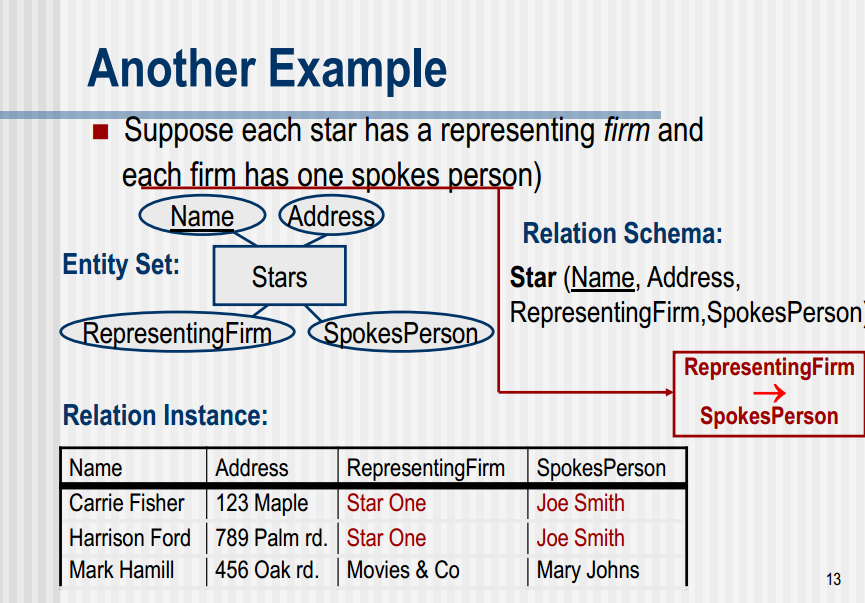 Another Example
Suppose each star has a representing firm and
each firm has one spokes person)
Name
Address
Entity Set:
Stars
RepresentingFirm
SpokesPerson
Relation Schema:
Star (Name, Address,
RepresentingFirm,SpokesPerson)
RepresentingFirm
→
SpokesPerson
Relation Instance:
Name Address RepresentingFirm SpokesPerson
Carrie Fisher 123 Maple Star One Joe Smith
Harrison Ford 789 Palm rd. Star One Joe Smith
Mark Hamill 456 Oak rd. Movies & Co Mary Johns
13